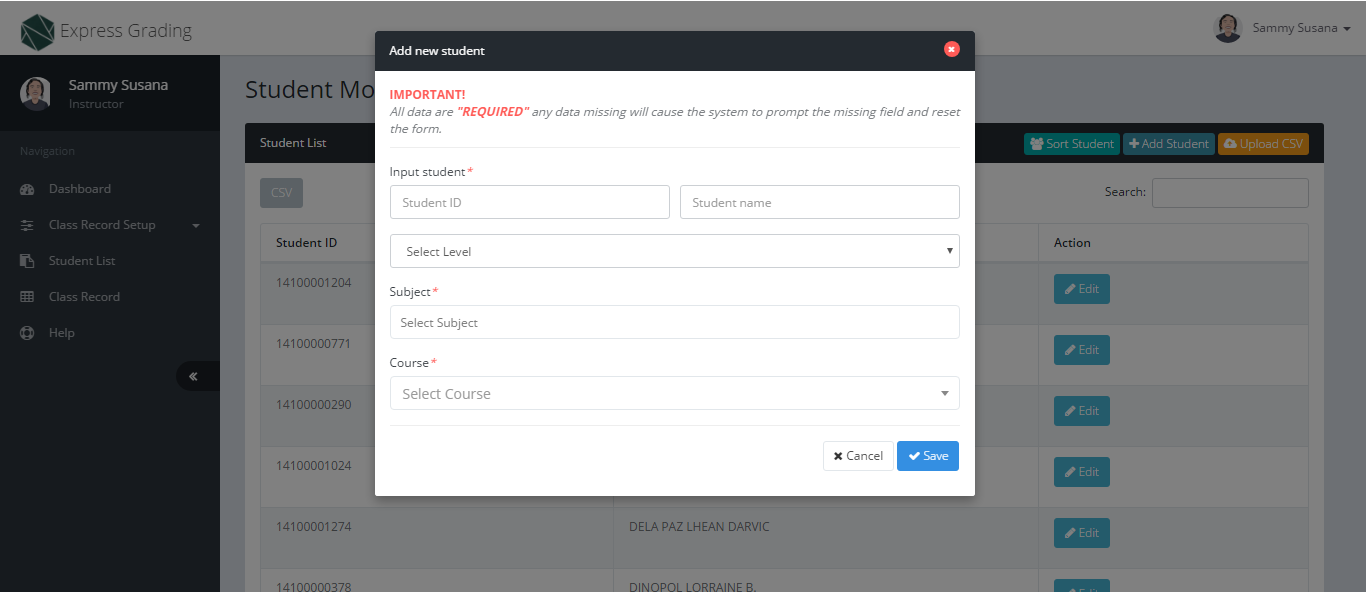 Express Grading
Sammy Susana
Sammy Susana
Instructor
Navigation
Dashboard
Class Record Setup
Student List
Class Record
Help
Student Mo
Student List
Sort Student
Add Student
Upload CSV
CSV
Search:
Student ID
Action
14100001204
Edit
14100000771
Edit
14100000290
Edit
14100001024
Edit
14100001274
DELA PAZ LHEAN DARVIC
Edit
14100000378
DINOPOL LORRAINE B.
Edit
Add new student
IMPORTANT!
All data are "REQUIRED" any data missing will cause the system to prompt the missing field and reset
the form.
Input student*
Student ID
Student name
Select Level
Subject*
Select Subject
Course*
Select Course
Cancel
Save